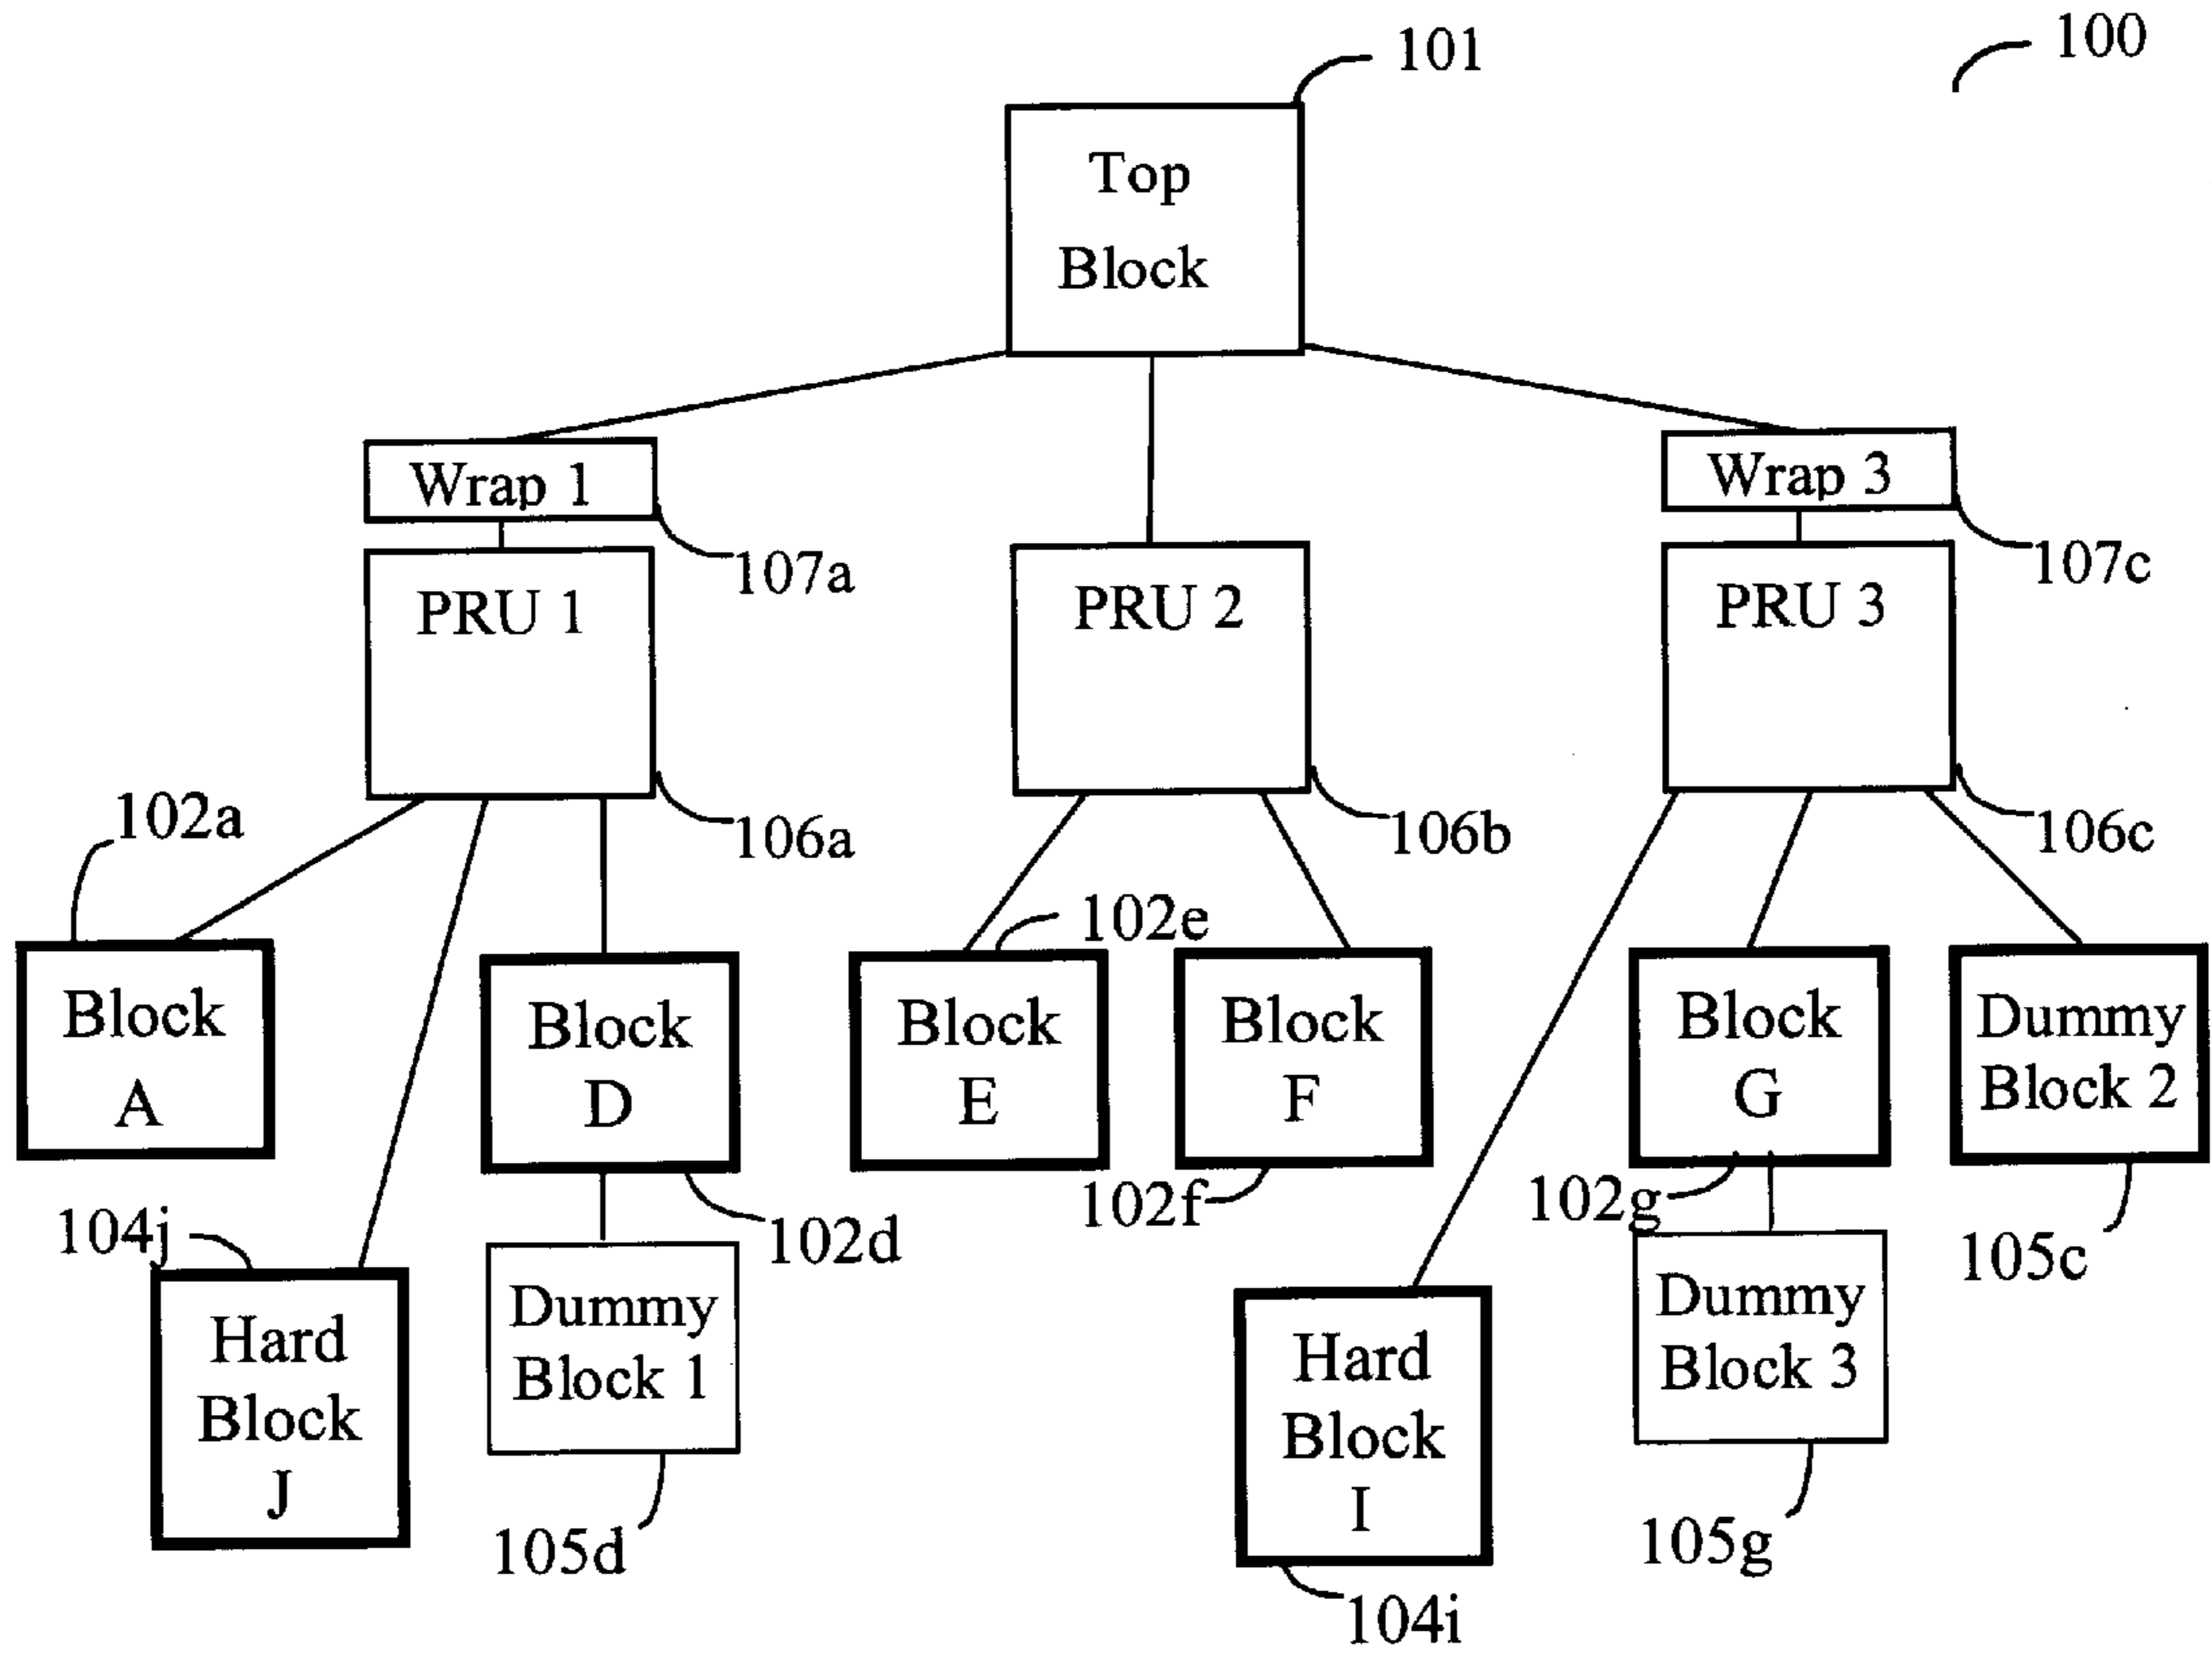 100
101
Top
Block
Wrap 1
Wrap 3
107a
107c
PRU 1
PRU 2
PRU 3
102a
106a
106b
106c
102e
Block
A
Block
D
Block
E
Block
F
Block
G
Dummy
Block 2
104j
102d
102f
102g
105c
Hard
Block
J
Dummy
Block 1
Hard
Block
I
Dummy
Block 3
105d
105g
104i